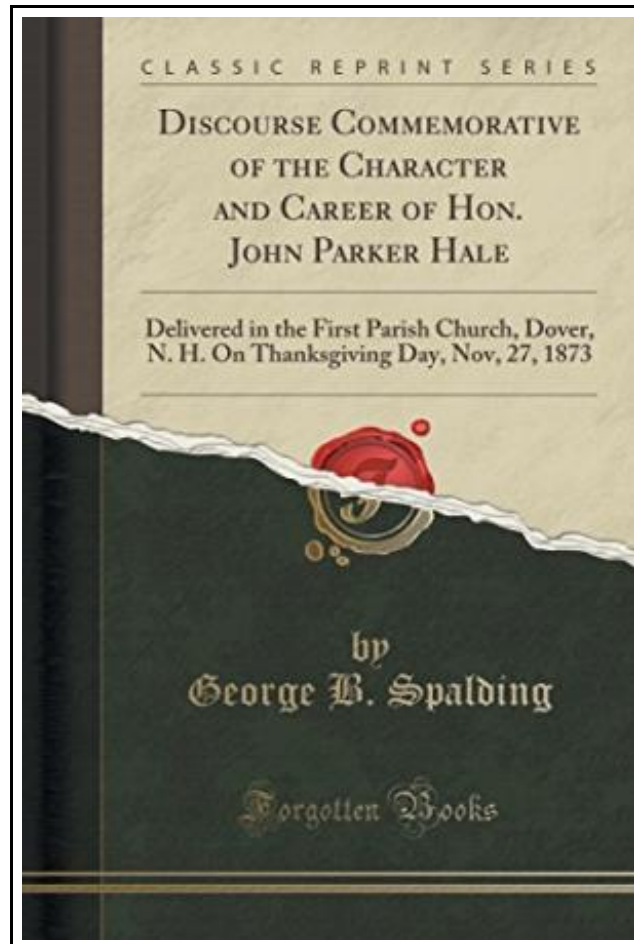 CLASSIC REPRINT SERIES
DISCOURSE COMMEMORATIVE
OF THE CHARACTER
AND CAREER OF HON.
JOHN PARKER HALE
Delivered in the First Parish Church, Dover,
N. H. On Thanksgiving Day, Nov, 27, 1873
by
George B. Spalding
Forgotten Books